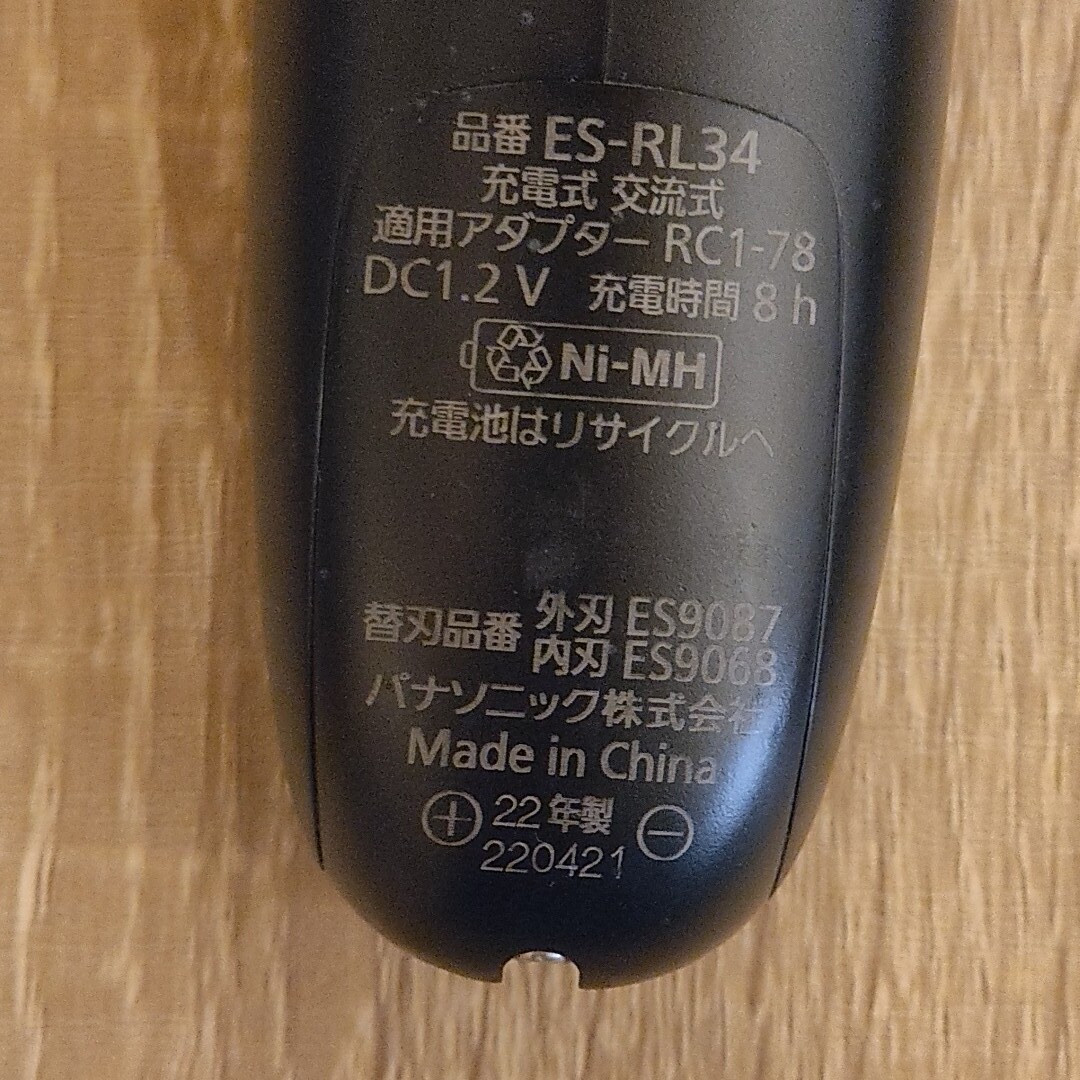 品番 ES-RL34
充電式 交流式
適用アダプター RC1-78
DC1.2 V 充電時間 8 h
Ni-MH
充電池はリサイクルへ
替刃品番 外刃 ES9087
内刃 ES9068
パナソニック株式会社
Made in China
22年製
220421